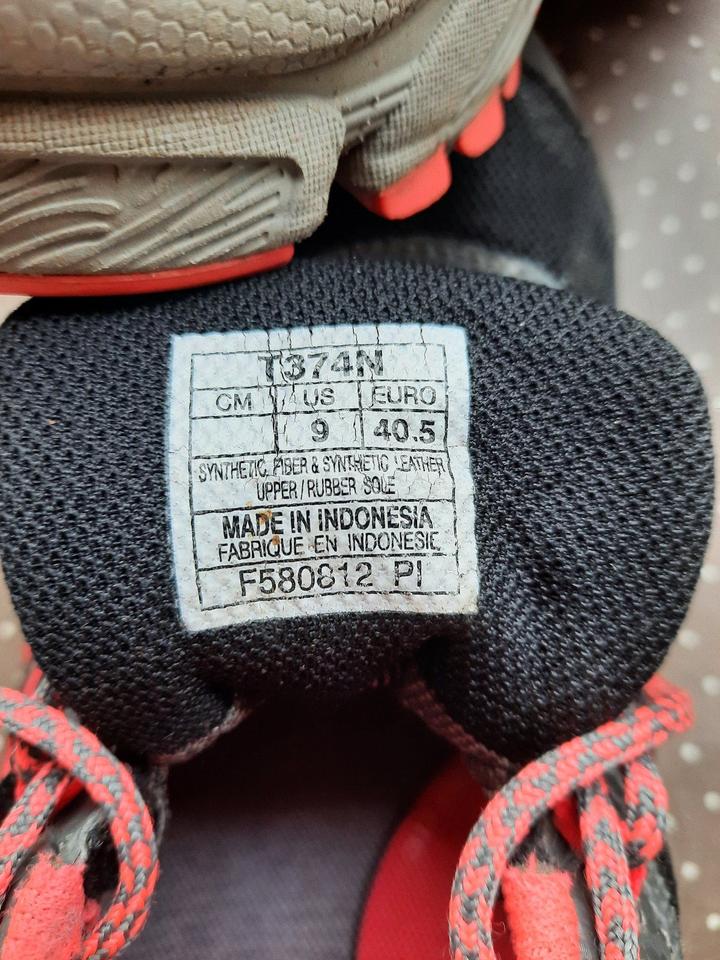 T374N
CM US EURO
9 40.5
SYNTHETIC FIBER & SYNTHETIC LEATHER
UPPER / RUBBER SOLE
MADE IN INDONESIA
FABRIQUE EN INDONESIE
F580812 PI